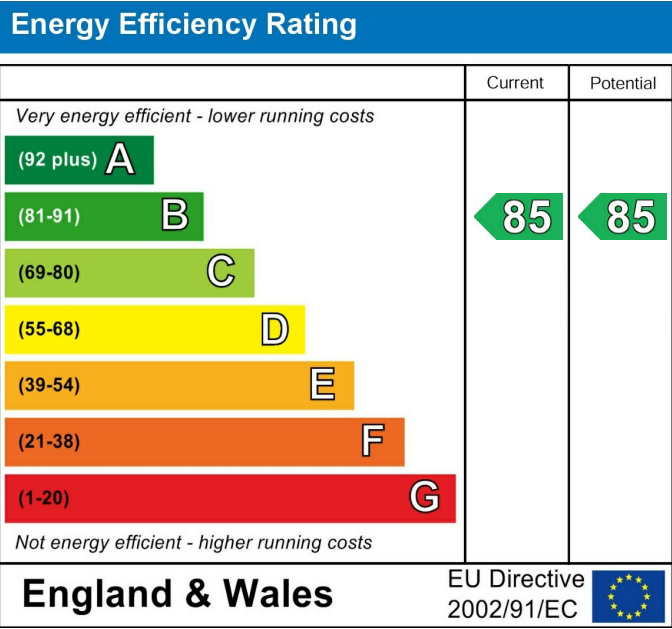 Energy Efficiency Rating
Current Potential
Very energy efficient - lower running costs
(92 plus) A
(81-91) B 85 85
(69-80) C
(55-68) D
(39-54) E
(21-38) F
(1-20) G
Not energy efficient - higher running costs
England & Wales
EU Directive
2002/91/EC